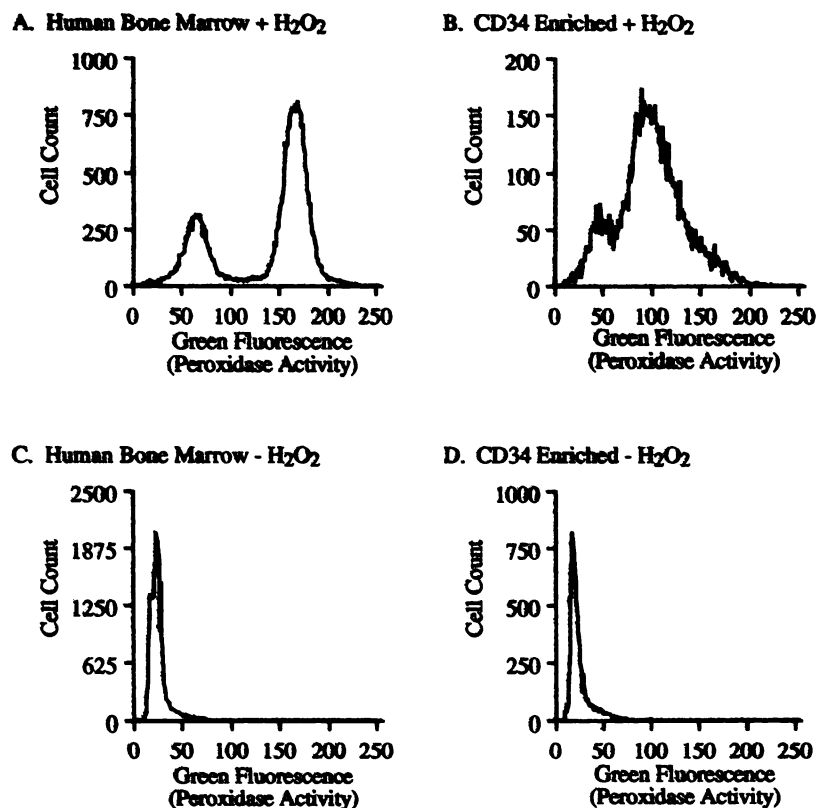 A. Human Bone Marrow + H2O2
B. CD34 Enriched + H2O2
1000
750
500
250
0
Cell Count
0 50 100 150 200 250
Green Fluorescence
(Peroxidase Activity)
200
150
100
50
0
Cell Count
0 50 100 150 200 250
Green Fluorescence
(Peroxidase Activity)
C. Human Bone Marrow - H2O2
D. CD34 Enriched - H2O2
2500
1875
1250
625
0
Cell Count
0 50 100 150 200 250
Green Fluorescence
(Peroxidase Activity)
1000
750
500
250
0
Cell Count
0 50 100 150 200 250
Green Fluorescence
(Peroxidase Activity)